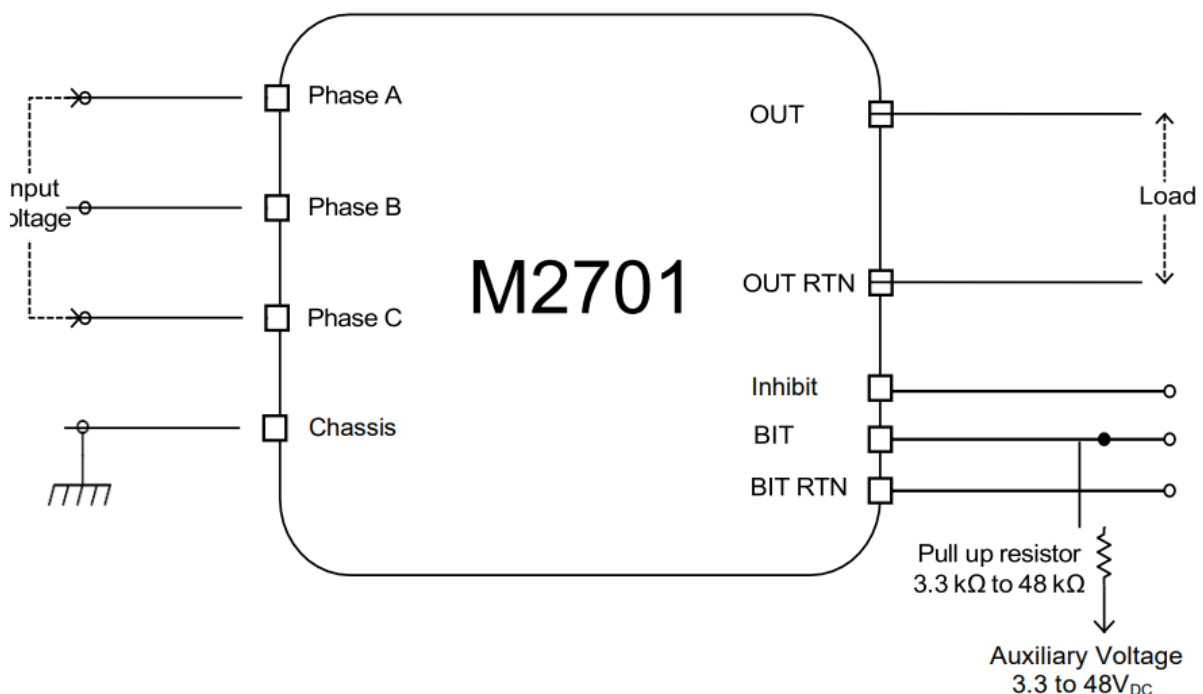 Phase A
OUT
nput
Load
Phase B
oltage
M2701
OUT RTN
Phase C
Inhibit
Chassis
BIT
BIT RTN
Pull up resistor
3.3 kΩ to 48 kΩ
Auxiliary Voltage
3.3 to 48VDC